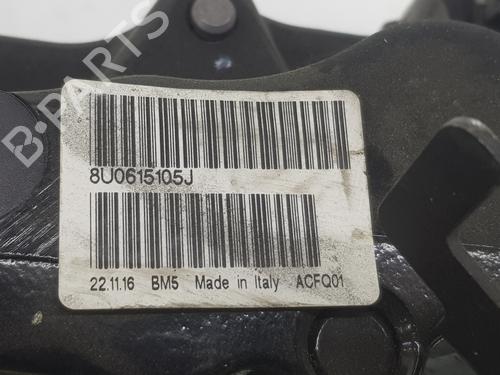 B-PARTS
8U0615105J
22.11.16 BM5 Made in Italy ACFQ01